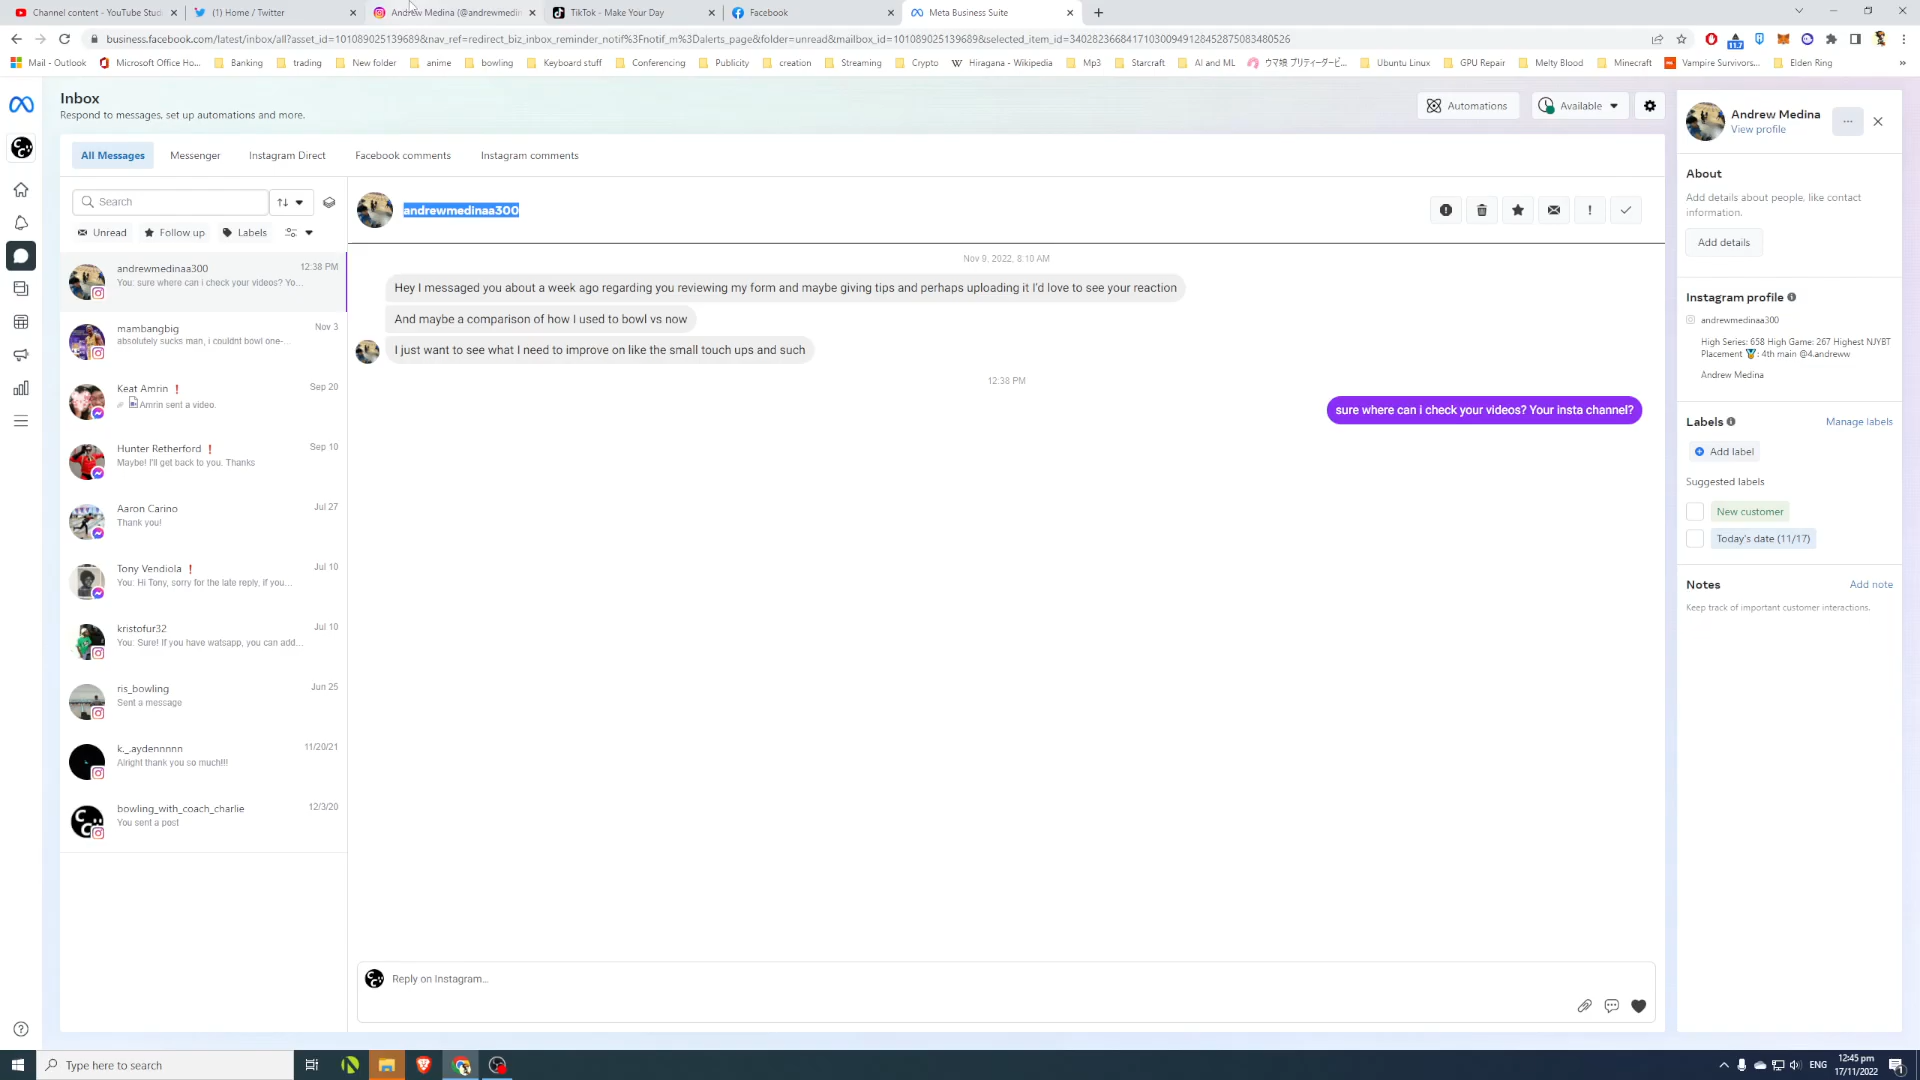 Channel content - YouTube Studi
(1) Home / Twitter
Andrew Medina (@andrewmedin
TikTok - Make Your Day
Facebook
Meta Business Suite
business.facebook.com/latest/inbox/all?asset_id=101089025139689&nav_ref=redirect_biz_inbox_reminder_notif%3Fnotif_m%3Dalerts_page&folder=unread&mailbox_id=101089025139689&selected_item_id=340282366841710300949128452875083480526
11.7
Mail - Outlook
Microsoft Office Ho...
Banking
trading
New folder
anime
bowling
Keyboard stuff
Conferencing
Publicity
creation
Streaming
Crypto
Hiragana - Wikipedia
Mp3
Starcraft
AI and ML
ウマ娘 プリティーダービ...
Ubuntu Linux
GPU Repair
Melty Blood
Minecraft
Vampire Survivors...
Elden Ring
Inbox
Respond to messages, set up automations and more.
Automations
Available
All Messages
Messenger
Instagram Direct
Facebook comments
Instagram comments
Search
Unread
Follow up
Labels
andrewmedinaa300
12:38 PM
You: sure where can i check your videos? Yo...
mambangbig
Nov 3
absolutely sucks man, i couldnt bowl one-...
Keat Amrin
Sep 20
Amrin sent a video.
Hunter Retherford
Sep 10
Maybe! I'll get back to you. Thanks
Aaron Carino
Jul 27
Thank you!
Tony Vendiola
Jul 10
You: Hi Tony, sorry for the late reply, if you...
kristofur32
Jul 10
You: Sure! If you have watsapp, you can add...
ris_bowling
Jun 25
Sent a message
k._.aydennnnn
11/20/21
Alright thank you so much!!!
bowling_with_coach_charlie
12/3/20
You sent a post
andrewmedinaa300
Nov 9, 2022, 8:10 AM
Hey I messaged you about a week ago regarding you reviewing my form and maybe giving tips and perhaps uploading it I'd love to see your reaction
And maybe a comparison of how I used to bowl vs now
I just want to see what I need to improve on like the small touch ups and such
12:38 PM
sure where can i check your videos? Your insta channel?
Reply on Instagram...
Andrew Medina
View profile
About
Add details about people, like contact
information.
Add details
Instagram profile
andrewmedinaa300
High Series: 658 High Game: 267 Highest NJYBT
Placement 🏅: 4th main @4.andreww
Andrew Medina
Labels
Manage labels
Add label
Suggested labels
New customer
Today's date (11/17)
Notes
Add note
Keep track of important customer interactions.
Type here to search
ENG
12:45 pm
17/11/2022